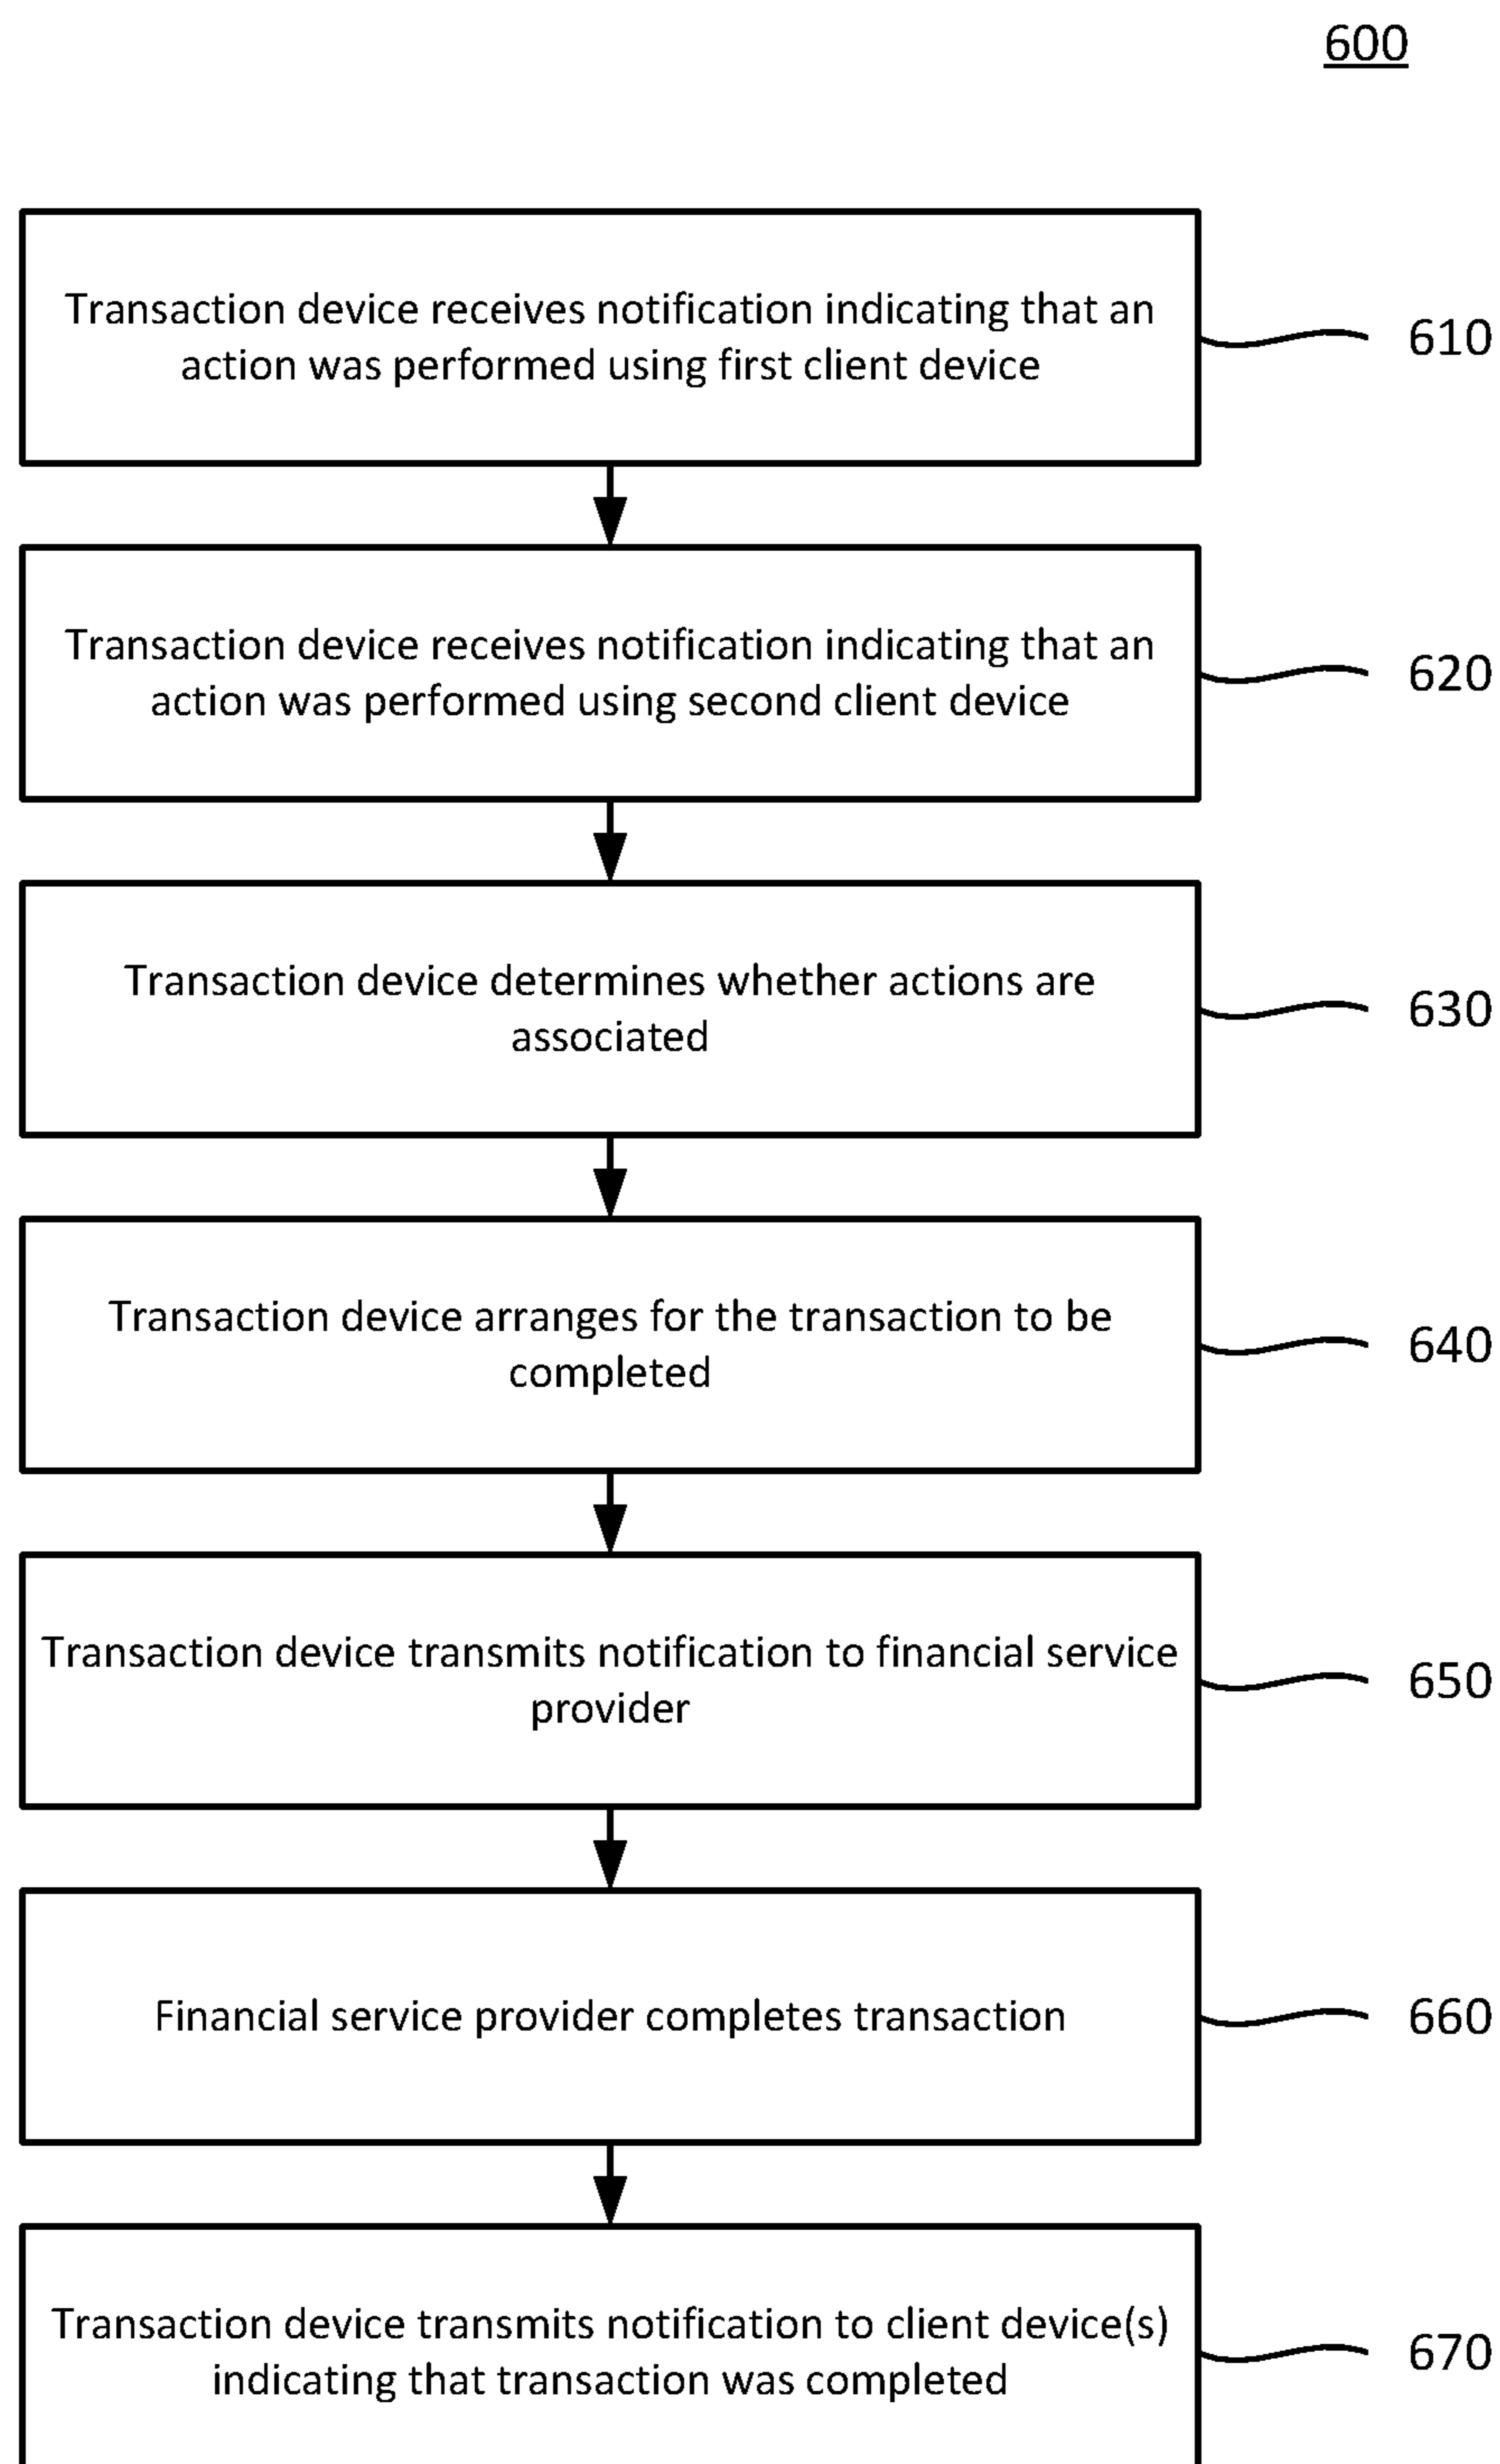 600
Transaction device receives notification indicating that an
action was performed using first client device
610
Transaction device receives notification indicating that an
action was performed using second client device
620
Transaction device determines whether actions are
associated
630
Transaction device arranges for the transaction to be
completed
640
Transaction device transmits notification to financial service
provider
650
Financial service provider completes transaction
660
Transaction device transmits notification to client device(s)
indicating that transaction was completed
670